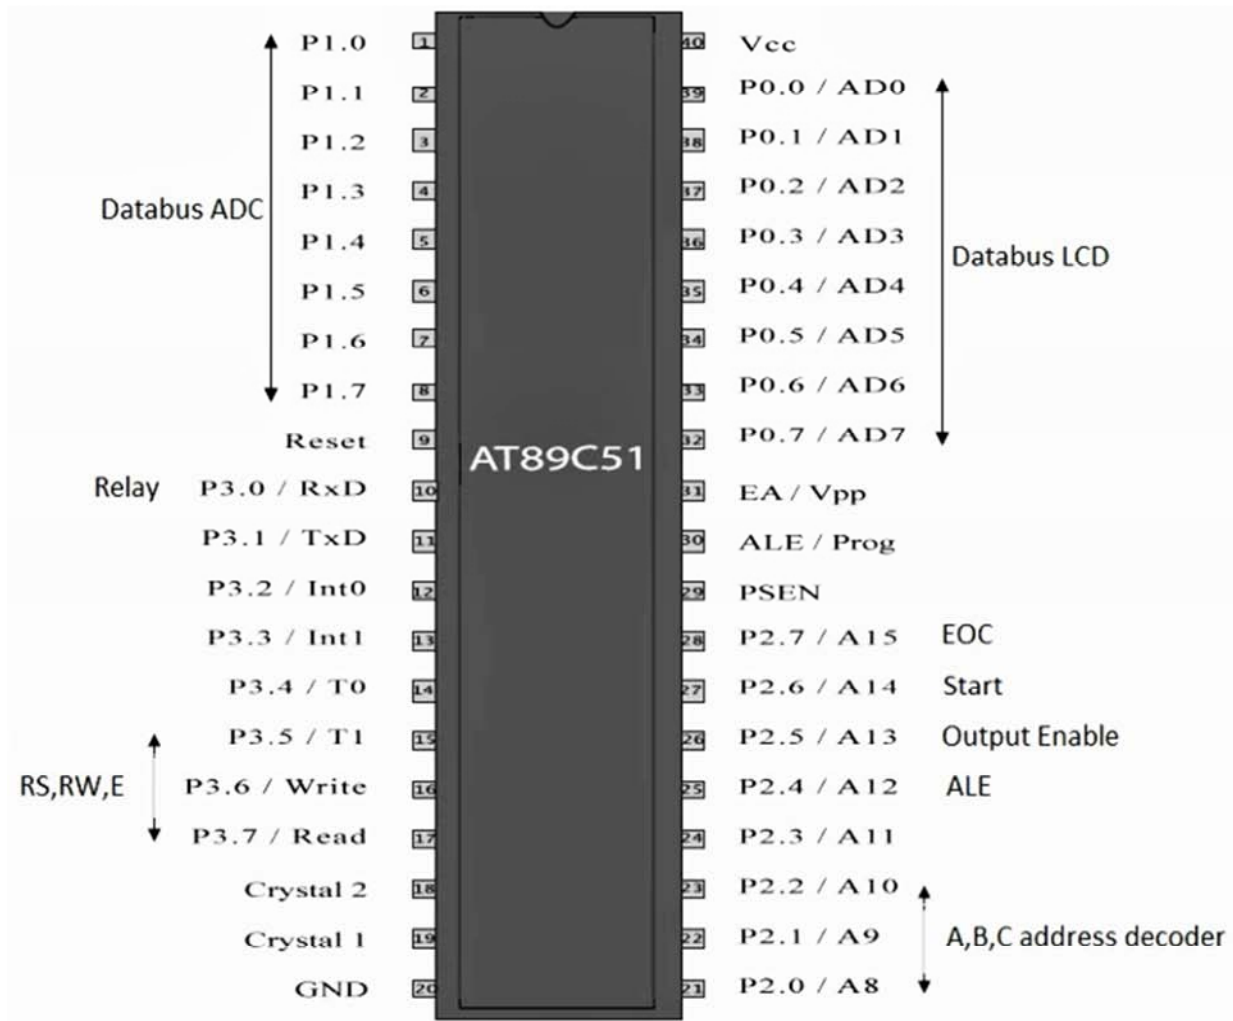 P1.0 1 40 Vcc
P1.1 2 39 P0.0 / AD0
P1.2 3 38 P0.1 / AD1
P1.3 4 37 P0.2 / AD2
Databus ADC
P1.4 5 36 P0.3 / AD3
Databus LCD
P1.5 6 35 P0.4 / AD4
P1.6 7 34 P0.5 / AD5
P1.7 8 33 P0.6 / AD6
Reset 9 32 P0.7 / AD7
AT89C51
Relay P3.0 / RxD 10 31 EA / Vpp
P3.1 / TxD 11 30 ALE / Prog
P3.2 / Int0 12 29 PSEN
P3.3 / Int1 13 28 P2.7 / A15 EOC
P3.4 / T0 14 27 P2.6 / A14 Start
P3.5 / T1 15 26 P2.5 / A13 Output Enable
RS,RW,E P3.6 / Write 16 25 P2.4 / A12 ALE
P3.7 / Read 17 24 P2.3 / A11
Crystal 2 18 23 P2.2 / A10
Crystal 1 19 22 P2.1 / A9 A,B,C address decoder
GND 20 21 P2.0 / A8